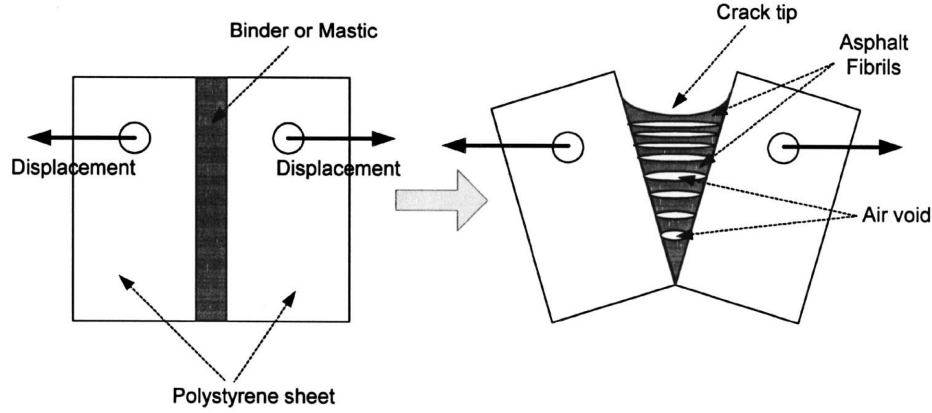 Binder or Mastic
Displacement
Displacement
Polystyrene sheet
Crack tip
Asphalt
Fibrils
Air void